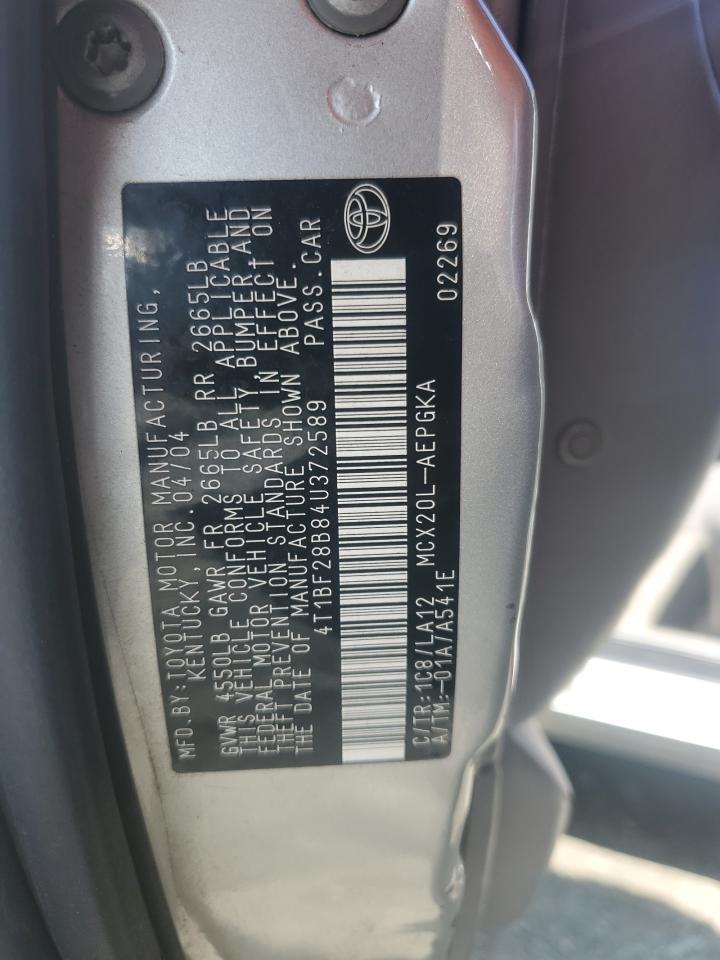 MFD.BY:TOYOTA MOTOR MANUFACTURING,
KENTUCKY INC.04/04
GVWR 4550LB GAWR FR 2665LB RR 2665LB
THIS VEHICLE CONFORMS TO ALL APPLICABLE
FEDERAL MOTOR VEHICLE SAFETY,BUMPER AND
THEFT PREVENTION STANDARDS IN EFFECT ON
THE DATE OF MANUFACTURE SHOWN ABOVE.
4T1BF28B84U372589 PASS.CAR
C/TR:1C8/LA12 MCX20L-AEPGKA
A/TM:-01A/A541E
02269